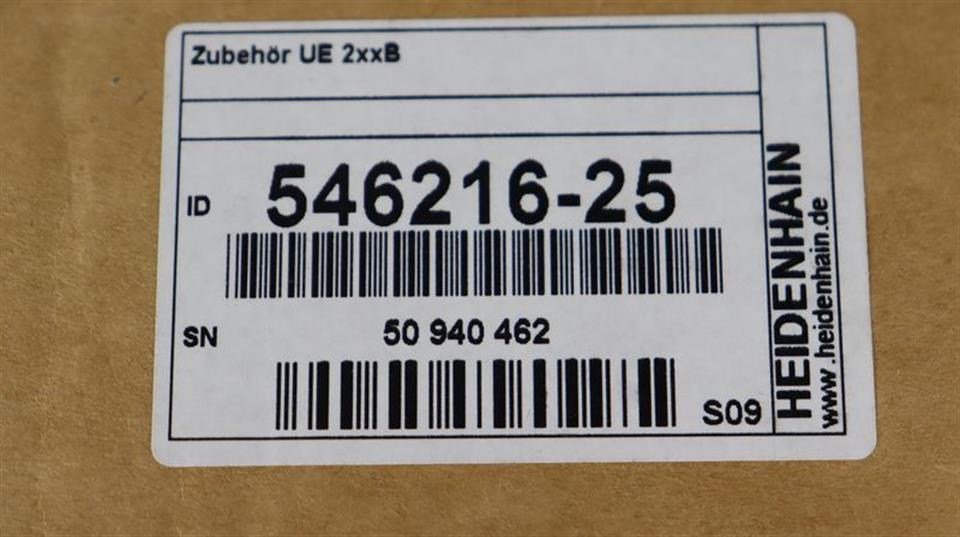 Zubehör UE 2xxB
ID 546216-25
SN 50 940 462
S09
HEIDENHAIN
www.heidenhain.de